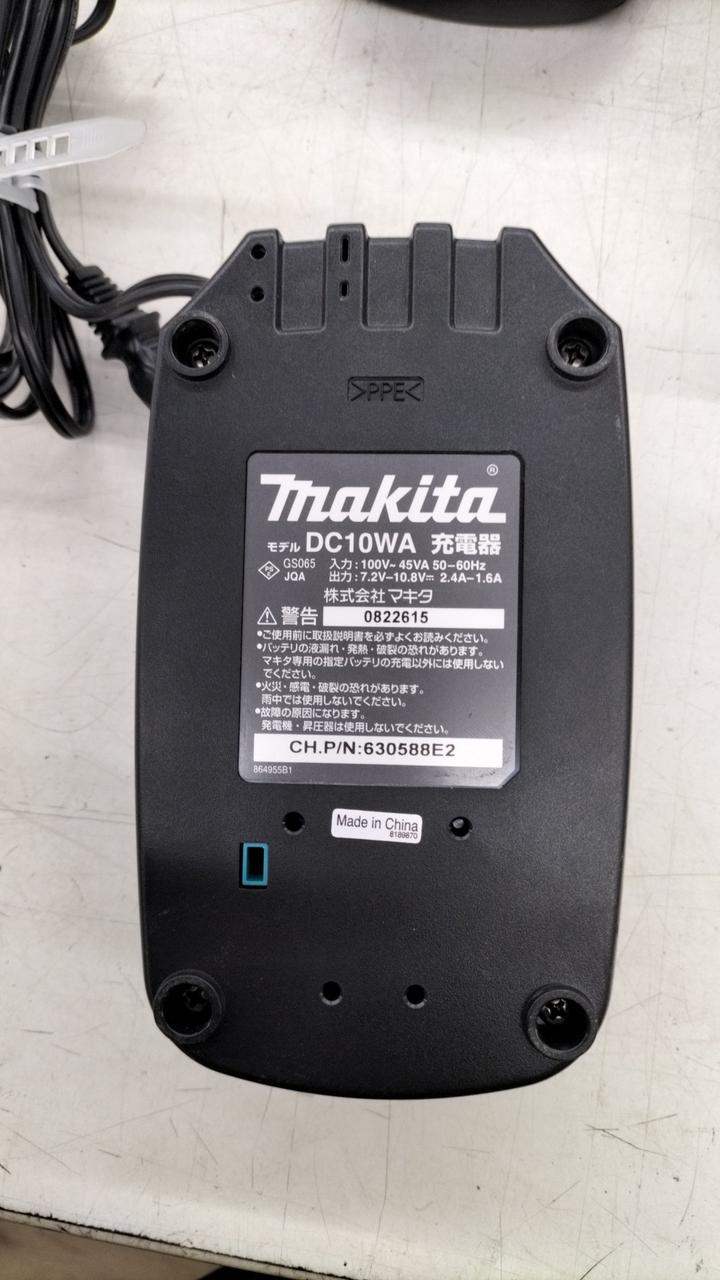 >PPE<
makita®
モデル DC10WA 充電器
PSE GS065 入力:100V~ 45VA 50-60Hz
JQA 出力:7.2V-10.8V⎓ 2.4A-1.6A
株式会社マキタ
⚠警告 0822615
•ご使用前に取扱説明書を必ずよくお読みください。
•バッテリの液漏れ・発熱・破裂の恐れがあります。
マキタ専用の指定バッテリの充電以外には使用しない
でください。
•火災・感電・破裂の恐れがあります。
雨中では使用しないでください。
•故障の原因になります。
発電機・昇圧器は使用しないでください。
CH.P/N:630588E2
864955B1
Made in China
8189870